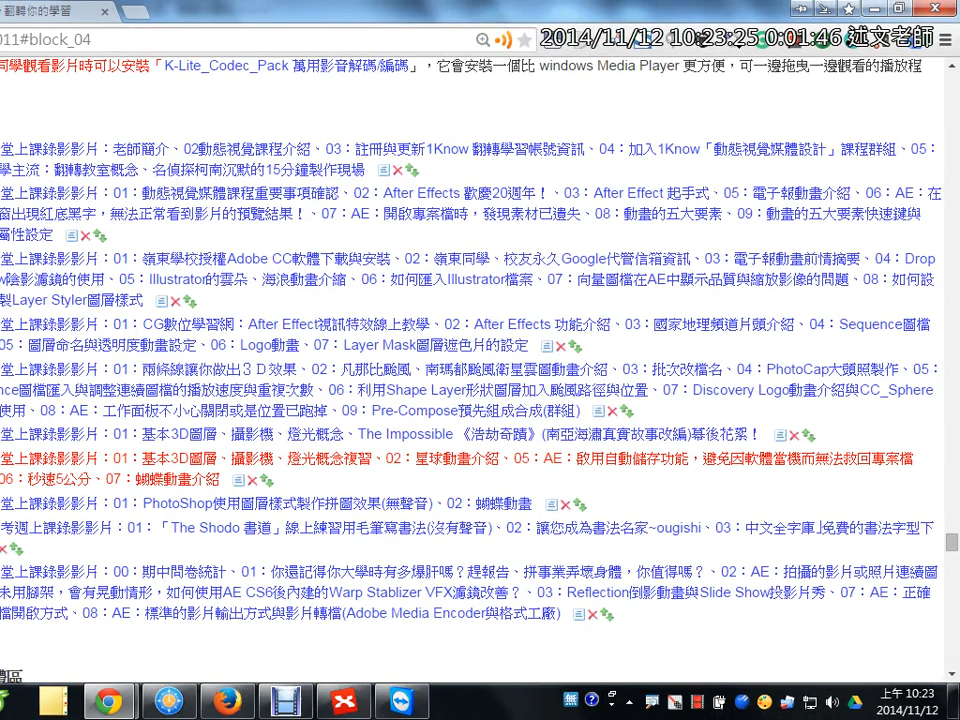 翻轉你的學習
011#block_04
2014/11/12 10:23:25 0:01:46 述文老師
同學觀看影片時可以安裝「K-Lite_Codec_Pack 萬用影音解碼/編碼」，它會安裝一個比 windows Media Player 更方便，可一邊拖曳一邊觀看的播放程
堂上課錄影影片：老師簡介、02動態視覺課程介紹、03：註冊與更新1Know 翻轉學習帳號資訊、04：加入1Know「動態視覺媒體設計」課程群組、05：
學主流：翻轉教室概念、名偵探柯南沉默的15分鐘製作現場
堂上課錄影影片：01：動態視覺媒體課程重要事項確認、02：After Effects 歡慶20週年！、03：After Effect 起手式、05：電子報動畫介紹、06：AE：在
窗出現紅底黑字，無法正常看到影片的預覽結果！、07：AE：開啟專案檔時，發現素材已遺失、08：動畫的五大要素、09：動畫的五大要素快速鍵與
屬性設定
堂上課錄影影片：01：嶺東學校授權Adobe CC軟體下載與安裝、02：嶺東同學、校友永久Google代管信箱資訊、03：電子報動畫前情摘要、04：Drop
w陰影濾鏡的使用、05：Illustrator的雲朵、海浪動畫介縮、06：如何匯入Illustrator檔案、07：向量圖檔在AE中顯示品質與縮放影像的問題、08：如何設
製Layer Styler圖層樣式
堂上課錄影影片：01：CG數位學習網：After Effect視訊特效線上教學、02：After Effects 功能介紹、03：國家地理頻道片頭介紹、04：Sequence圖檔
05：圖層命名與透明度動畫設定、06：Logo動畫、07：Layer Mask圖層遮色片的設定
堂上課錄影影片：01：兩條線讓你做出３Ｄ效果、02：凡那比颱風、南瑪都颱風衛星雲圖動畫介紹、03：批次改檔名、04：PhotoCap大頭照製作、05：
nce圖檔匯入與調整連續圖檔的播放速度與重複次數、06：利用Shape Layer形狀圖層加入颱風路徑與位置、07：Discovery Logo動畫介紹與CC_Sphere
使用、08：AE：工作面板不小心關閉或是位置已跑掉、09：Pre-Compose預先組成合成(群組)
堂上課錄影影片：01：基本3D圖層、攝影機、燈光概念、The Impossible 《浩劫奇蹟》(南亞海嘯真實故事改編)幕後花絮！
堂上課錄影影片：01：基本3D圖層、攝影機、燈光概念複習、02：星球動畫介紹、05：AE：啟用自動儲存功能，避免因軟體當機而無法救回專案檔
06：秒速5公分、07：蝴蝶動畫介紹
堂上課錄影影片：01：PhotoShop使用圖層樣式製作拼圖效果(無聲音)、02：蝴蝶動畫
考週上課錄影影片：01：「The Shodo 書道」線上練習用毛筆寫書法(沒有聲音)、02：讓您成為書法名家~ougishi、03：中文全字庫免費的書法字型下
堂上課錄影影片：00：期中問卷統計、01：你還記得你大學時有多爆肝嗎？趕報告、拼事業弄壞身體，你值得嗎？、02：AE：拍攝的影片或照片連續圖
未用腳架，會有晃動情形，如何使用AE CS6後內建的Warp Stablizer VFX濾鏡改善？、03：Reflection倒影動畫與Slide Show投影片秀、07：AE：正確
檔開啟方式、08：AE：標準的影片輸出方式與影片轉檔(Adobe Media Encoder與格式工廠)
上午 10:23
2014/11/12